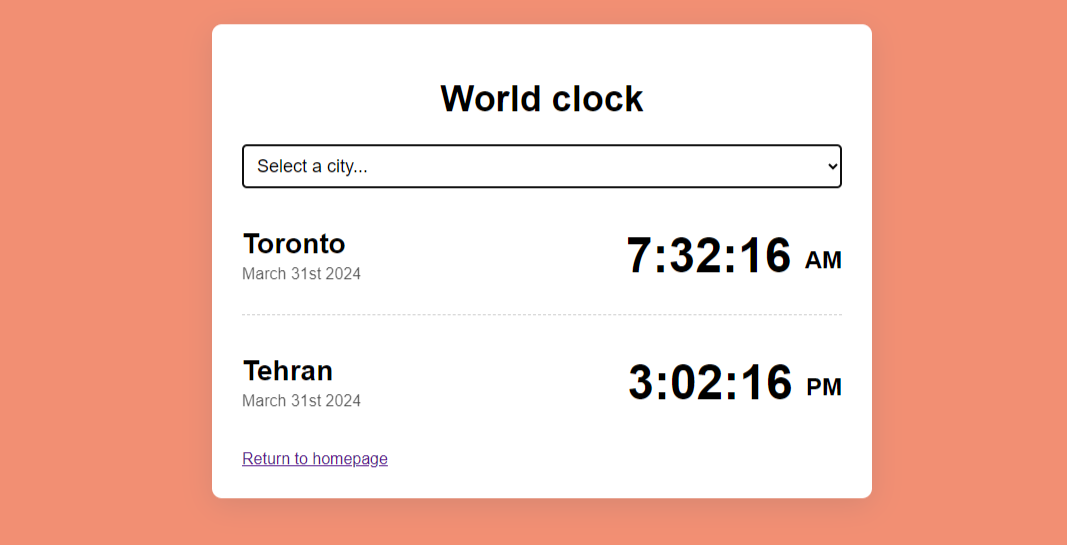 World clock
Select a city...
Toronto
7:32:16 AM
March 31st 2024
Tehran
3:02:16 PM
March 31st 2024
Return to homepage